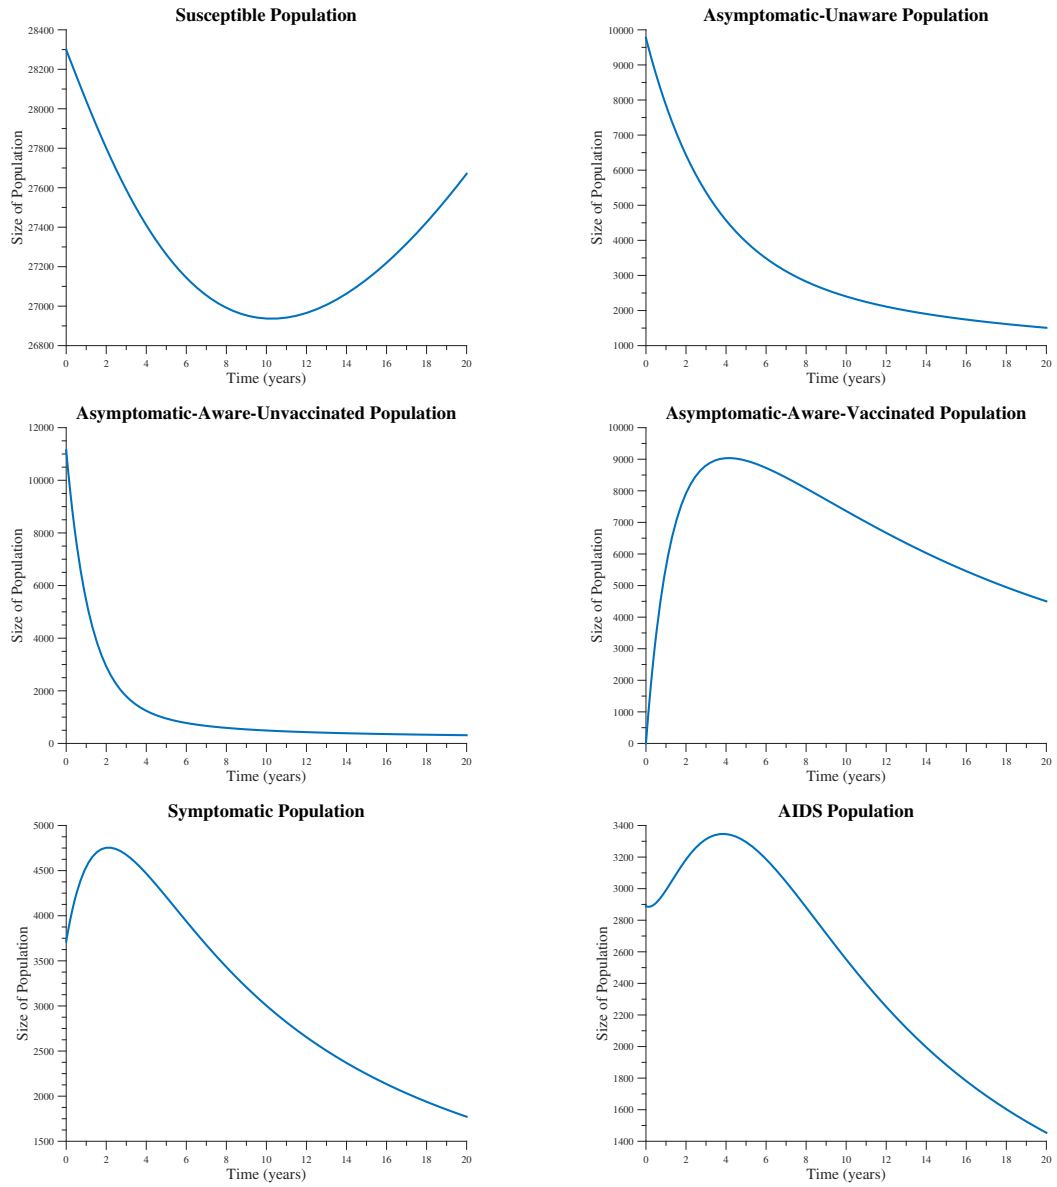 Susceptible Population
Size of Population
28400
28200
28000
27800
27600
27400
27200
27000
26800
0 2 4 6 8 10 12 14 16 18 20
Time (years)
Asymptomatic-Unaware Population
Size of Population
10000
9000
8000
7000
6000
5000
4000
3000
2000
1000
0 2 4 6 8 10 12 14 16 18 20
Time (years)
Asymptomatic-Aware-Unvaccinated Population
Size of Population
12000
10000
8000
6000
4000
2000
0
0 2 4 6 8 10 12 14 16 18 20
Time (years)
Asymptomatic-Aware-Vaccinated Population
Size of Population
10000
9000
8000
7000
6000
5000
4000
3000
2000
1000
0
0 2 4 6 8 10 12 14 16 18 20
Time (years)
Symptomatic Population
Size of Population
5000
4500
4000
3500
3000
2500
2000
1500
0 2 4 6 8 10 12 14 16 18 20
Time (years)
AIDS Population
Size of Population
3400
3200
3000
2800
2600
2400
2200
2000
1800
1600
1400
0 2 4 6 8 10 12 14 16 18 20
Time (years)